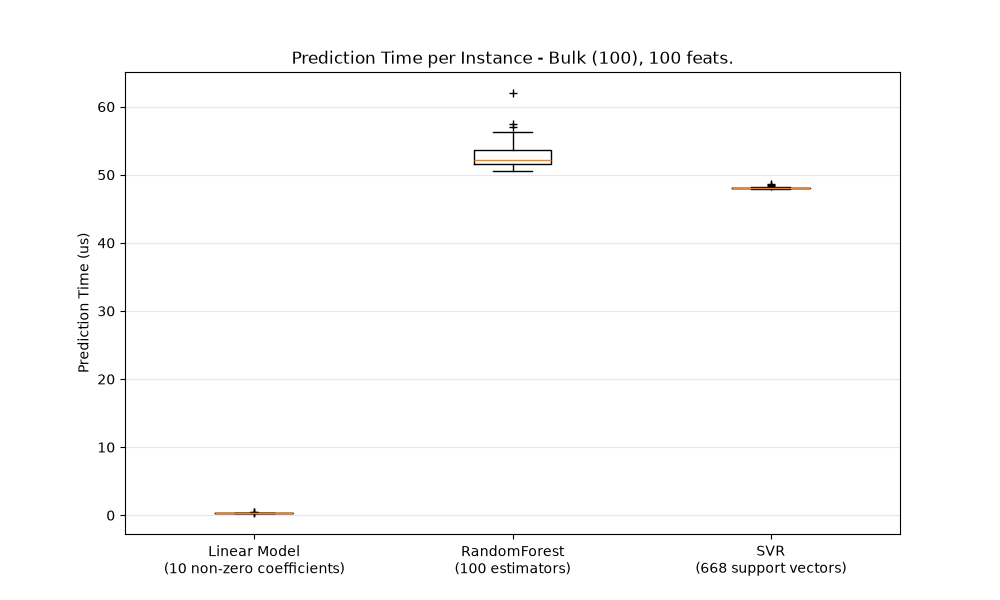 Prediction Time per Instance - Bulk (100), 100 feats.
Prediction Time (us)
60
50
40
30
20
10
0
Linear Model
(10 non-zero coefficients)
RandomForest
(100 estimators)
SVR
(668 support vectors)